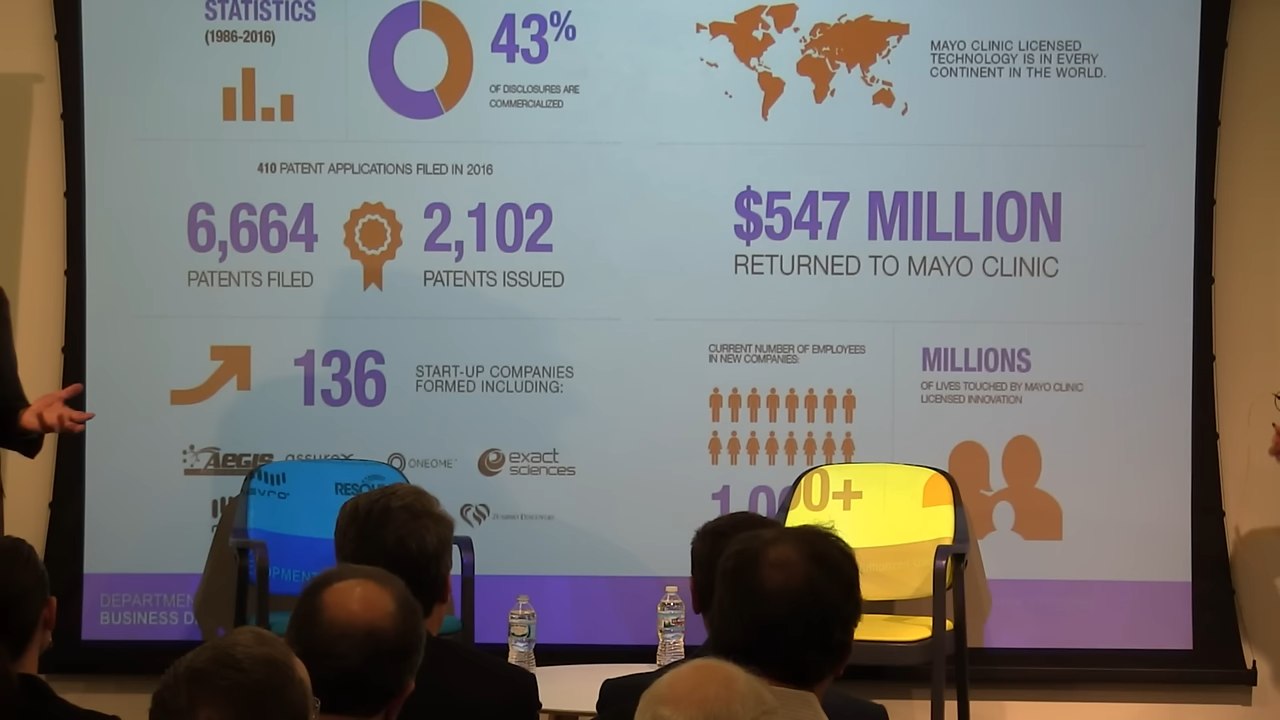 STATISTICS
(1986-2016)
43%
OF DISCLOSURES ARE
COMMERCIALIZED
MAYO CLINIC LICENSED
TECHNOLOGY IS IN EVERY
CONTINENT IN THE WORLD.
410 PATENT APPLICATIONS FILED IN 2016
6,664
PATENTS FILED
2,102
PATENTS ISSUED
$547 MILLION
RETURNED TO MAYO CLINIC
136
START-UP COMPANIES
FORMED INCLUDING:
AEGIS
assurex
ONEOME
exact
sciences
CURRENT NUMBER OF EMPLOYEES
IN NEW COMPANIES:
1,000+
MILLIONS
OF LIVES TOUCHED BY MAYO CLINIC
LICENSED INNOVATION
BUSINESS D